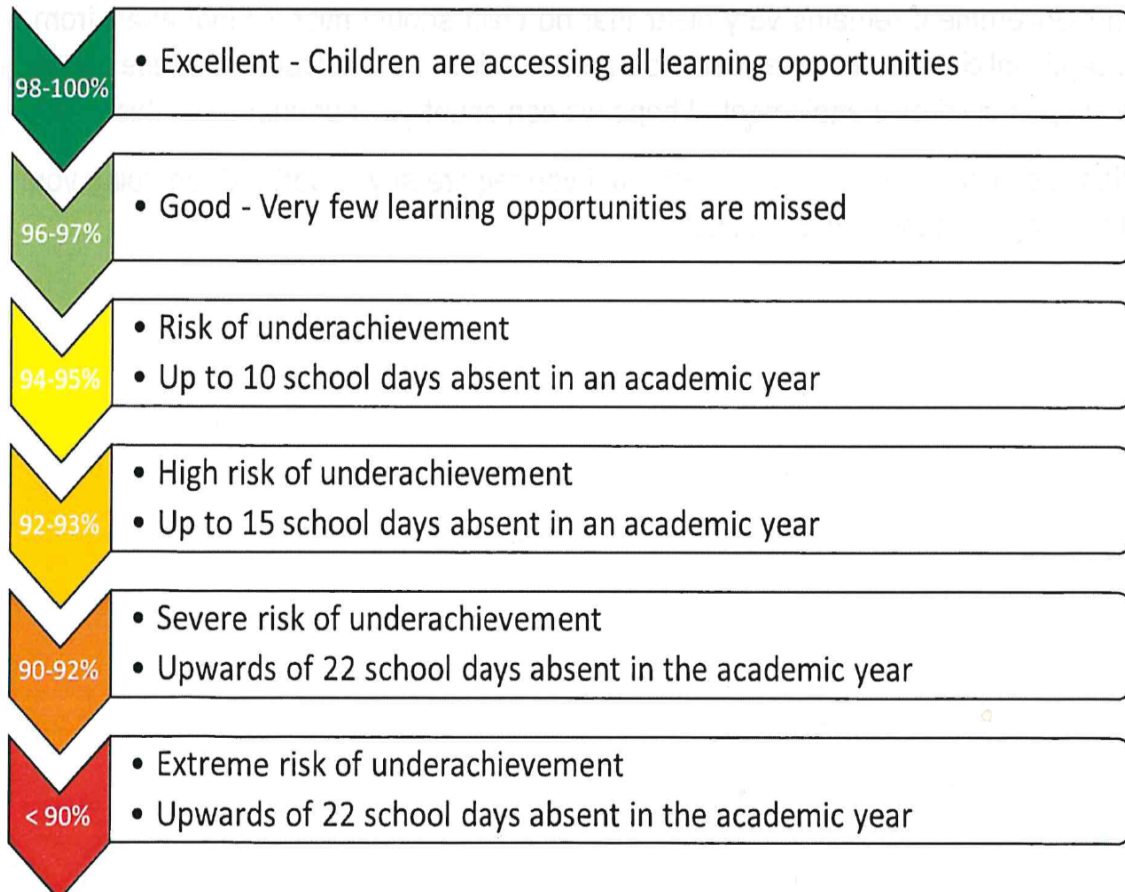 98-100%
• Excellent - Children are accessing all learning opportunities
96-97%
• Good - Very few learning opportunities are missed
94-95%
• Risk of underachievement
• Up to 10 school days absent in an academic year
92-93%
• High risk of underachievement
• Up to 15 school days absent in an academic year
90-92%
• Severe risk of underachievement
• Upwards of 22 school days absent in the academic year
< 90%
• Extreme risk of underachievement
• Upwards of 22 school days absent in the academic year